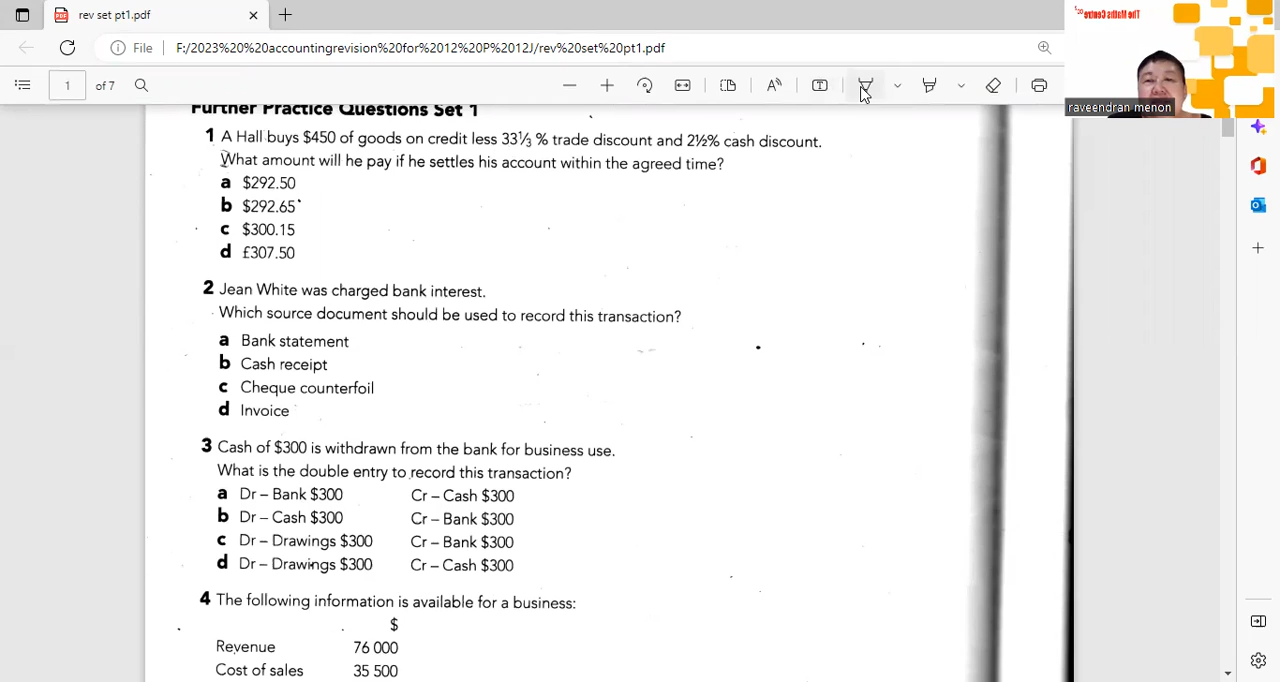 rev set pt1.pdf
File
F:/2023%20%20accountingrevision%20for%2012%20P%2012J/rev%20set%20pt1.pdf
The Maths Centre
1 of 7
raveendran menon
Further Practice Questions Set 1
1 A Hall buys $450 of goods on credit less 33⅓ % trade discount and 2½% cash discount.
What amount will he pay if he settles his account within the agreed time?
a $292.50
b $292.65
c $300.15
d £307.50
2 Jean White was charged bank interest.
Which source document should be used to record this transaction?
a Bank statement
b Cash receipt
c Cheque counterfoil
d Invoice
3 Cash of $300 is withdrawn from the bank for business use.
What is the double entry to record this transaction?
a Dr – Bank $300 Cr – Cash $300
b Dr – Cash $300 Cr – Bank $300
c Dr – Drawings $300 Cr – Bank $300
d Dr – Drawings $300 Cr – Cash $300
4 The following information is available for a business:
$
Revenue 76 000
Cost of sales 35 500